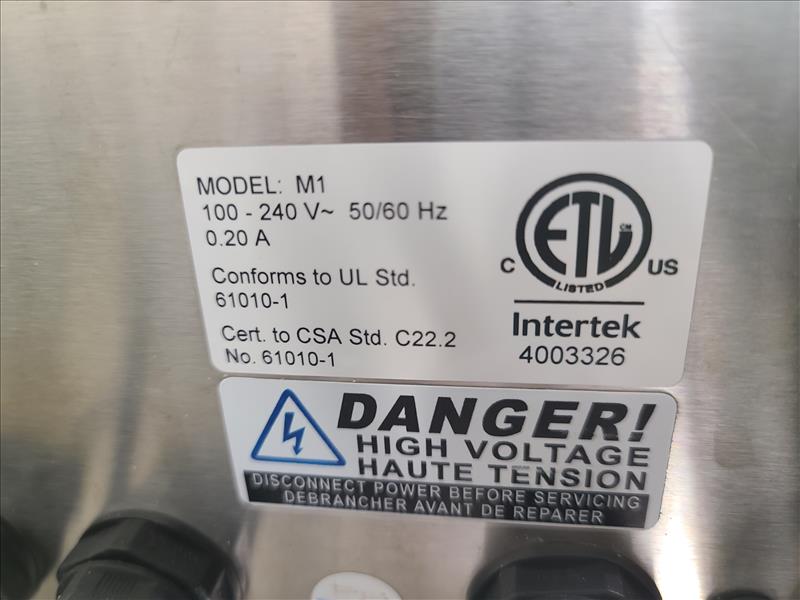 MODEL: M1
100 - 240 V~ 50/60 Hz
0.20 A
Conforms to UL Std.
61010-1
Cert. to CSA Std. C22.2
No. 61010-1
ETL CM
LISTED
C US
Intertek
4003326
DANGER!
HIGH VOLTAGE
HAUTE TENSION
DISCONNECT POWER BEFORE SERVICING
DEBRANCHER AVANT DE REPARER